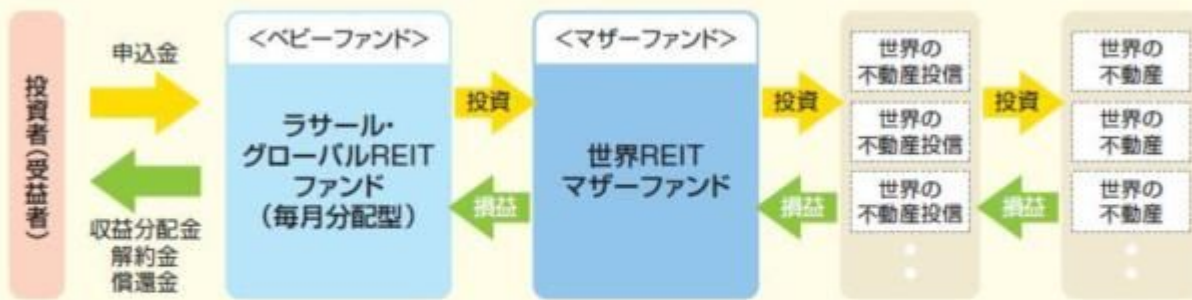 投資者（受益者）
申込金
収益分配金
解約金
償還金
＜ベビーファンド＞
ラサール・
グローバルREIT
ファンド
（毎月分配型）
投資
損益
＜マザーファンド＞
世界REIT
マザーファンド
投資
損益
世界の
不動産投信
世界の
不動産投信
世界の
不動産投信
投資
損益
世界の
不動産
世界の
不動産
世界の
不動産